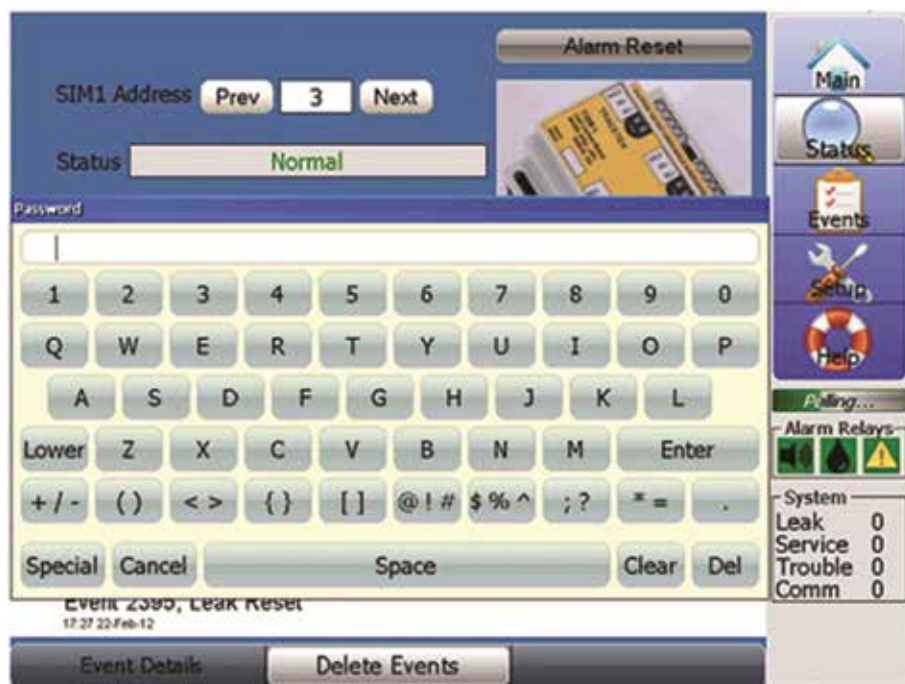 Alarm Reset
SIM1 Address Prev 3 Next
Status Normal
Password
1 2 3 4 5 6 7 8 9 0
Q W E R T Y U I O P
A S D F G H J K L
Lower Z X C V B N M Enter
+ / - ( ) < > { } [ ] @ ! # $ % ^ ; ? * = .
Special Cancel Space Clear Del
Event 2395, Leak Reset
17:27 22-Feb-12
Event Details Delete Events
Main
Status
Events
Setup
Help
Polling...
Alarm Relays
System
Leak 0
Service 0
Trouble 0
Comm 0